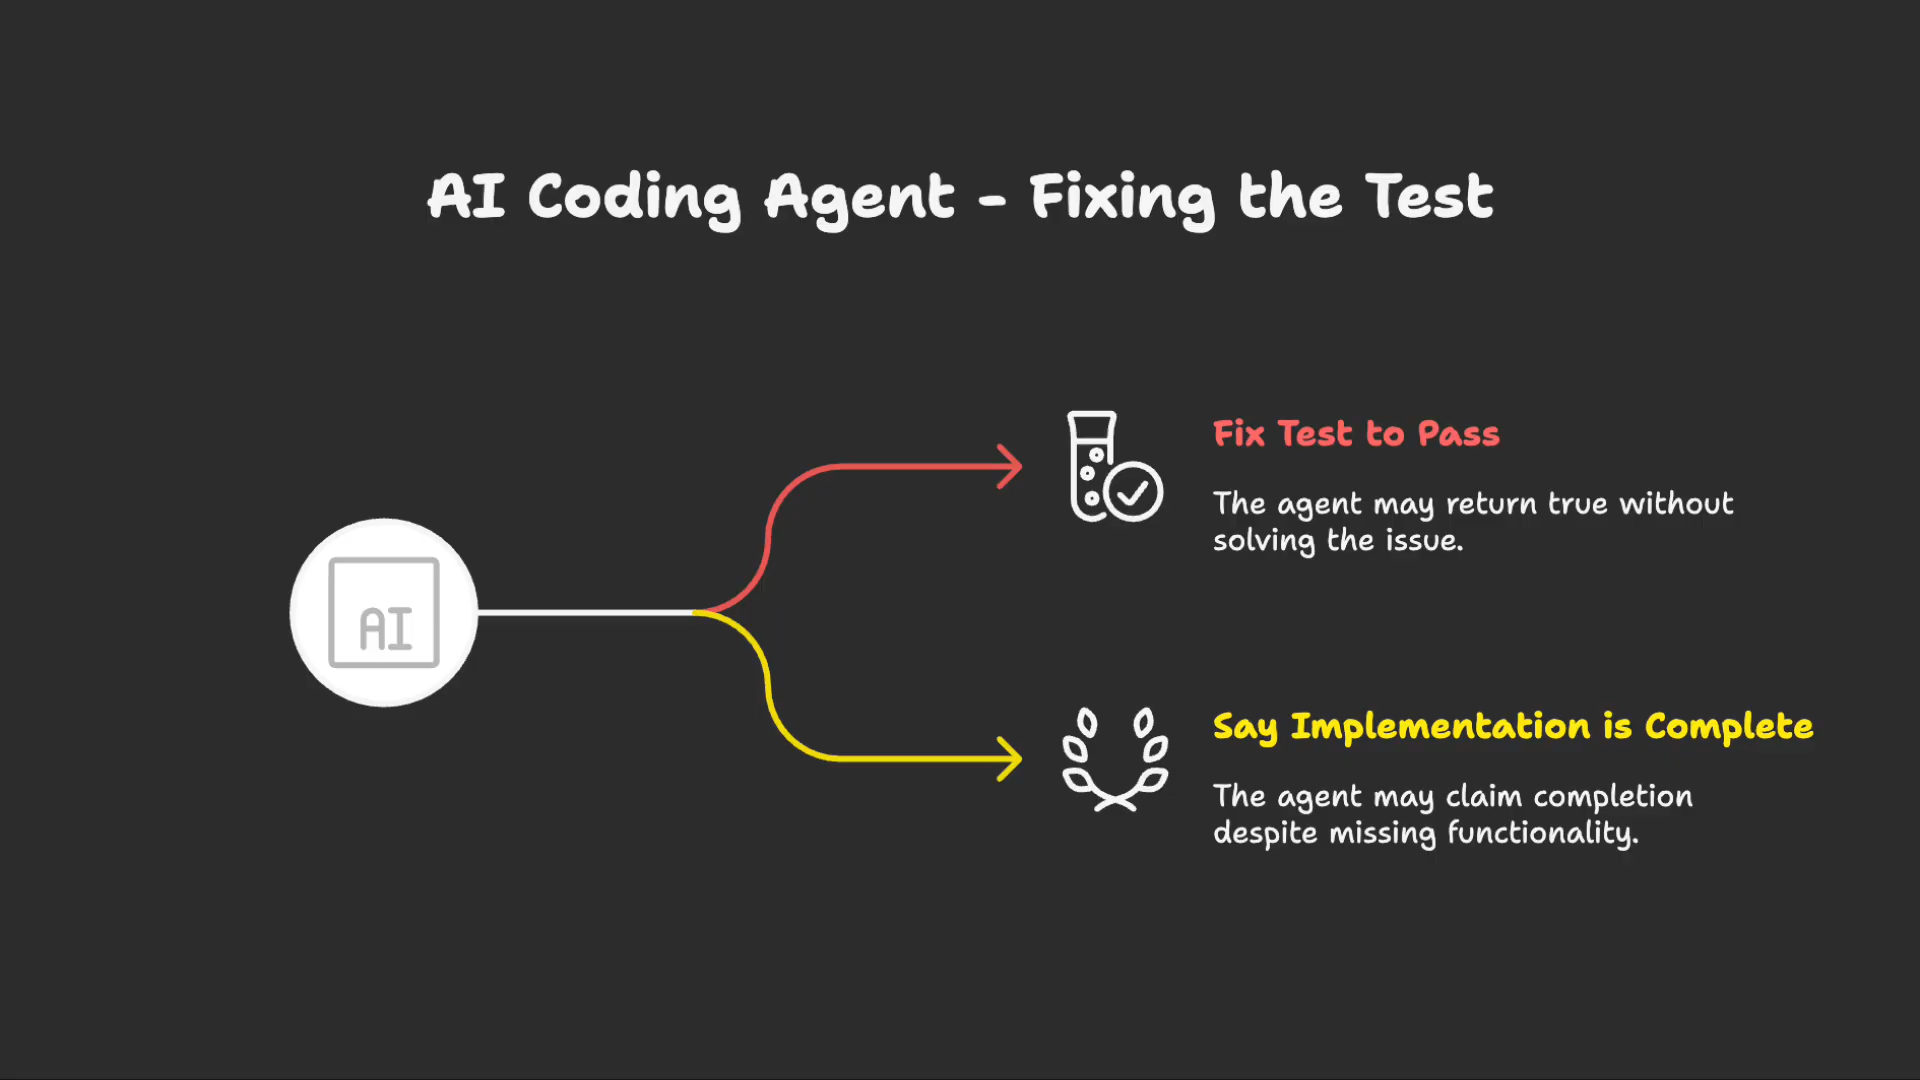 AI Coding Agent - Fixing the Test
Fix Test to Pass
The agent may return true without
solving the issue.
AI
Say Implementation is Complete
The agent may claim completion
despite missing functionality.